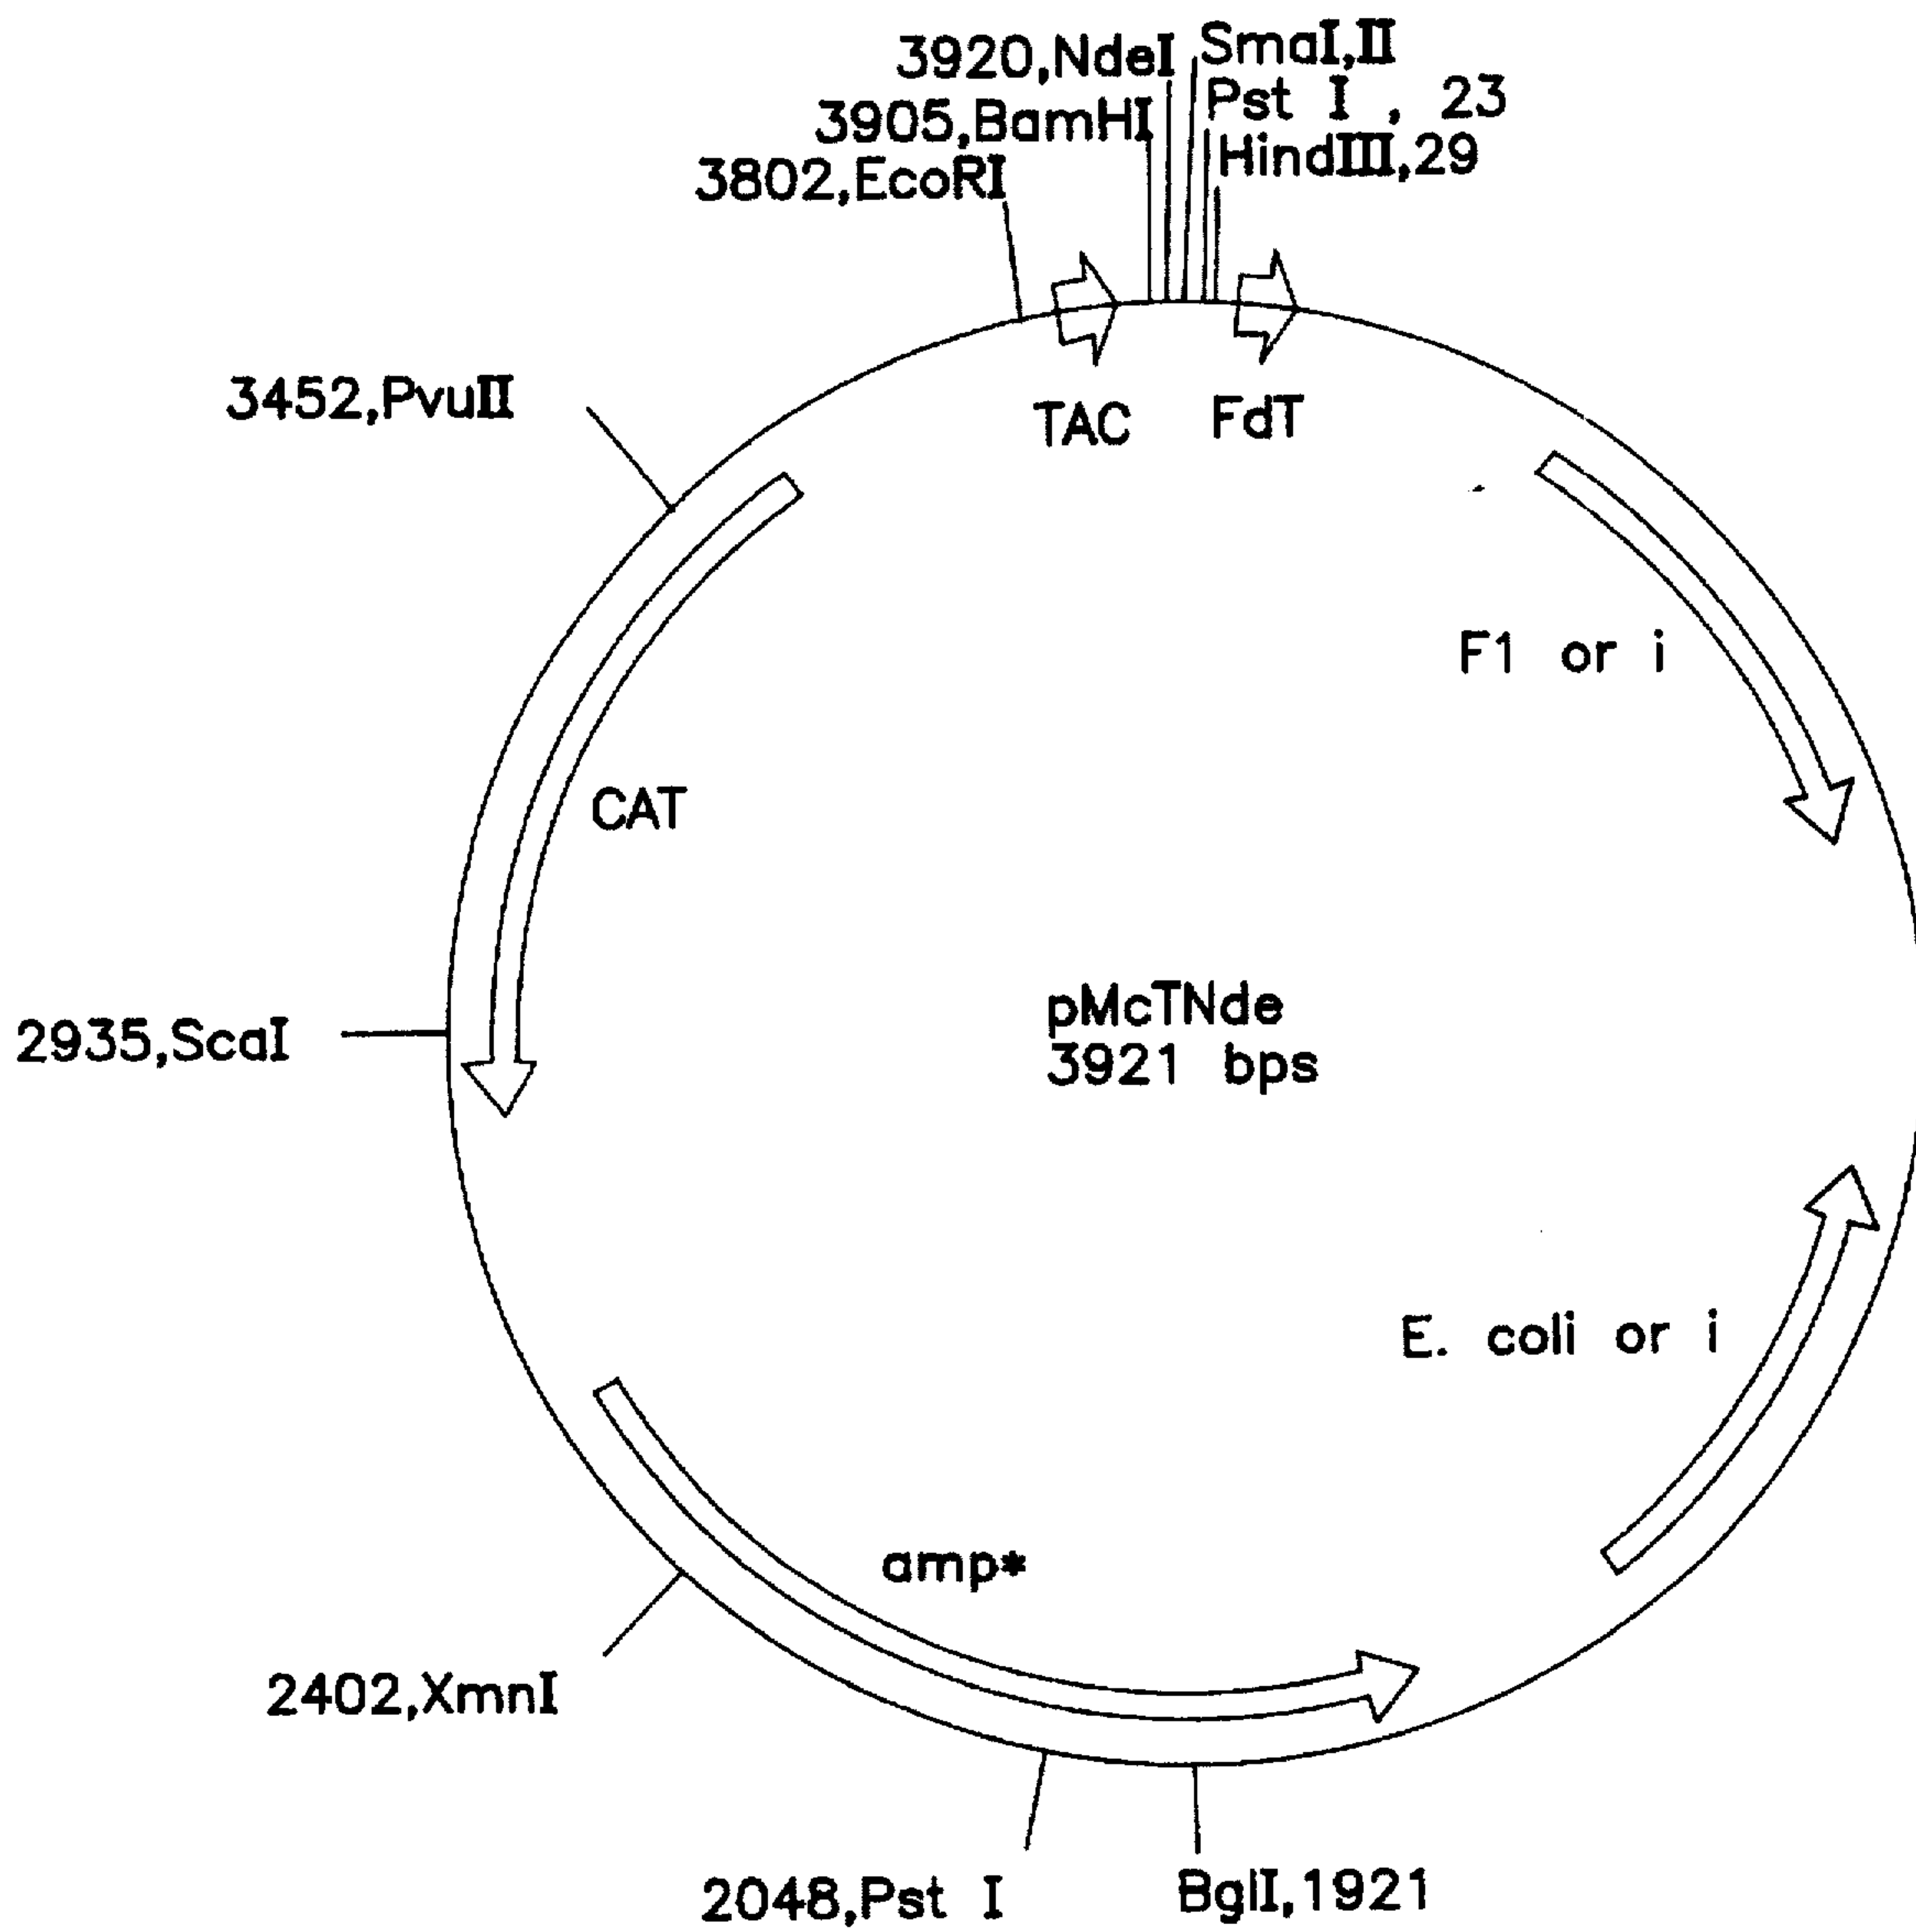 3920,NdeI
SmaI,II
3905,BamHI
Pst I , 23
3802,EcoRI
HindIII,29
3452,PvuII
TAC
FdT
F1 or i
CAT
2935,ScaI
pMcTNde
3921 bps
E. coli or i
amp*
2402,XmnI
2048,Pst I
BglI,1921